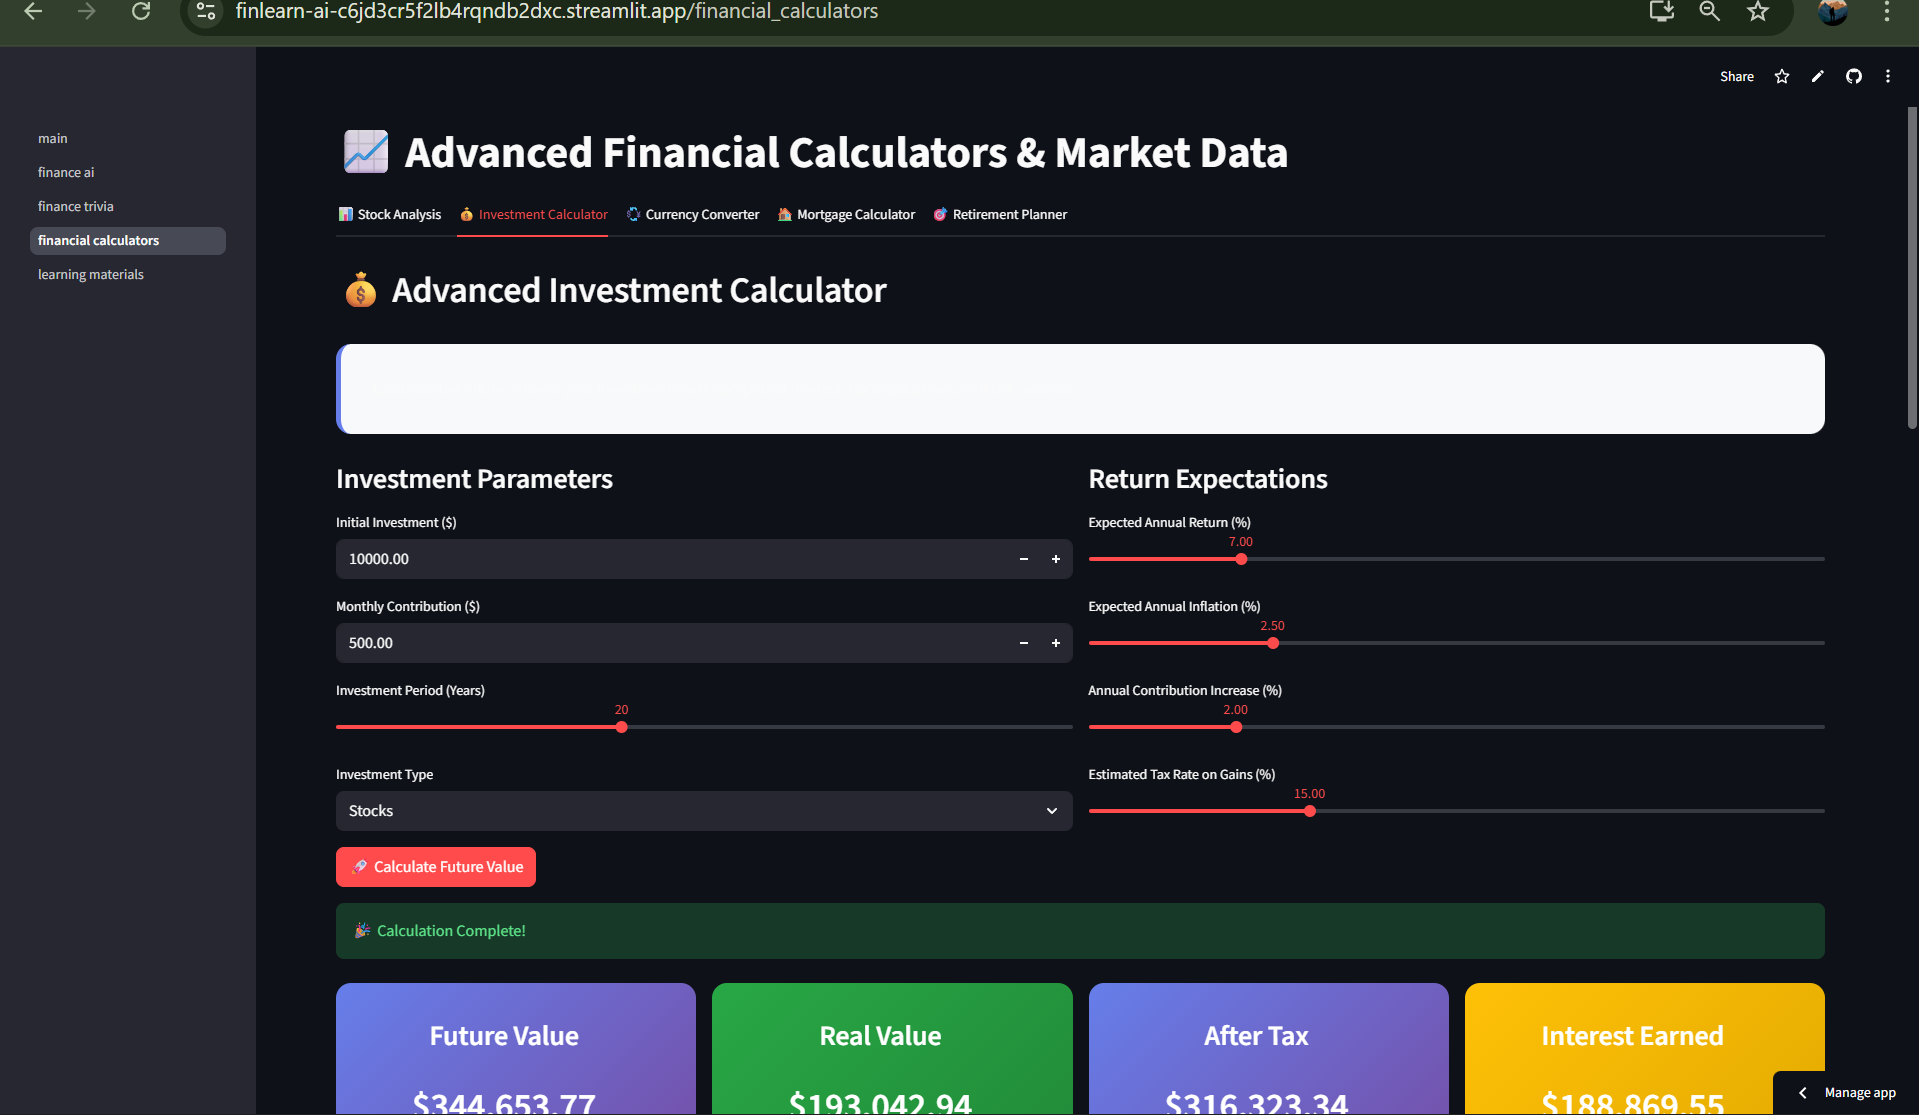 finlearn-ai-c6jd3cr5f2lb4rqndb2dxc.streamlit.app/financial_calculators
Share
main
finance ai
finance trivia
financial calculators
learning materials
Advanced Financial Calculators & Market Data
Stock Analysis Investment Calculator Currency Converter Mortgage Calculator Retirement Planner
Advanced Investment Calculator
Investment Parameters
Initial Investment ($)
10000.00
Monthly Contribution ($)
500.00
Investment Period (Years)
20
Investment Type
Stocks
Return Expectations
Expected Annual Return (%)
7.00
Expected Annual Inflation (%)
2.50
Annual Contribution Increase (%)
2.00
Estimated Tax Rate on Gains (%)
15.00
Calculate Future Value
Calculation Complete!
Future Value
$344,653.77
Real Value
$193,042.94
After Tax
$316,323.34
Interest Earned
$188,869.55
Manage app